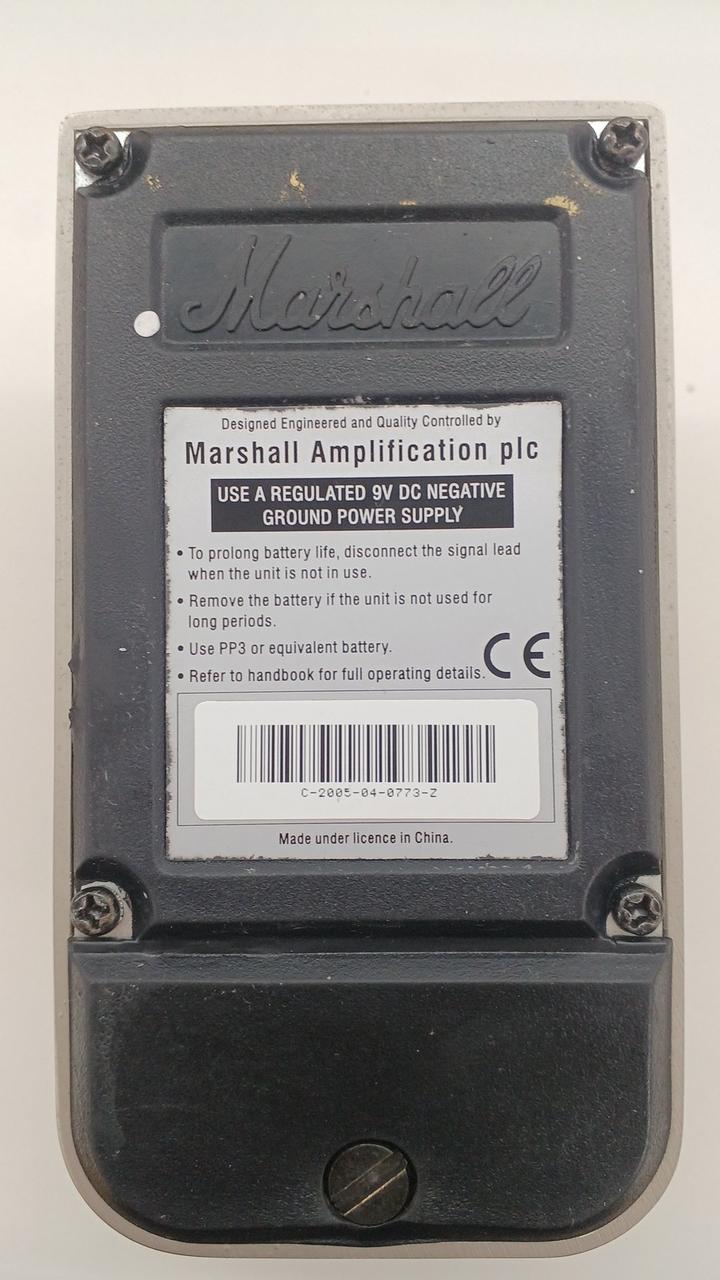 Marshall
Designed Engineered and Quality Controlled by
Marshall Amplification plc
USE A REGULATED 9V DC NEGATIVE
GROUND POWER SUPPLY
• To prolong battery life, disconnect the signal lead
when the unit is not in use.
• Remove the battery if the unit is not used for
long periods.
• Use PP3 or equivalent battery.
• Refer to handbook for full operating details.
CE
C-2005-04-0773-Z
Made under licence in China.